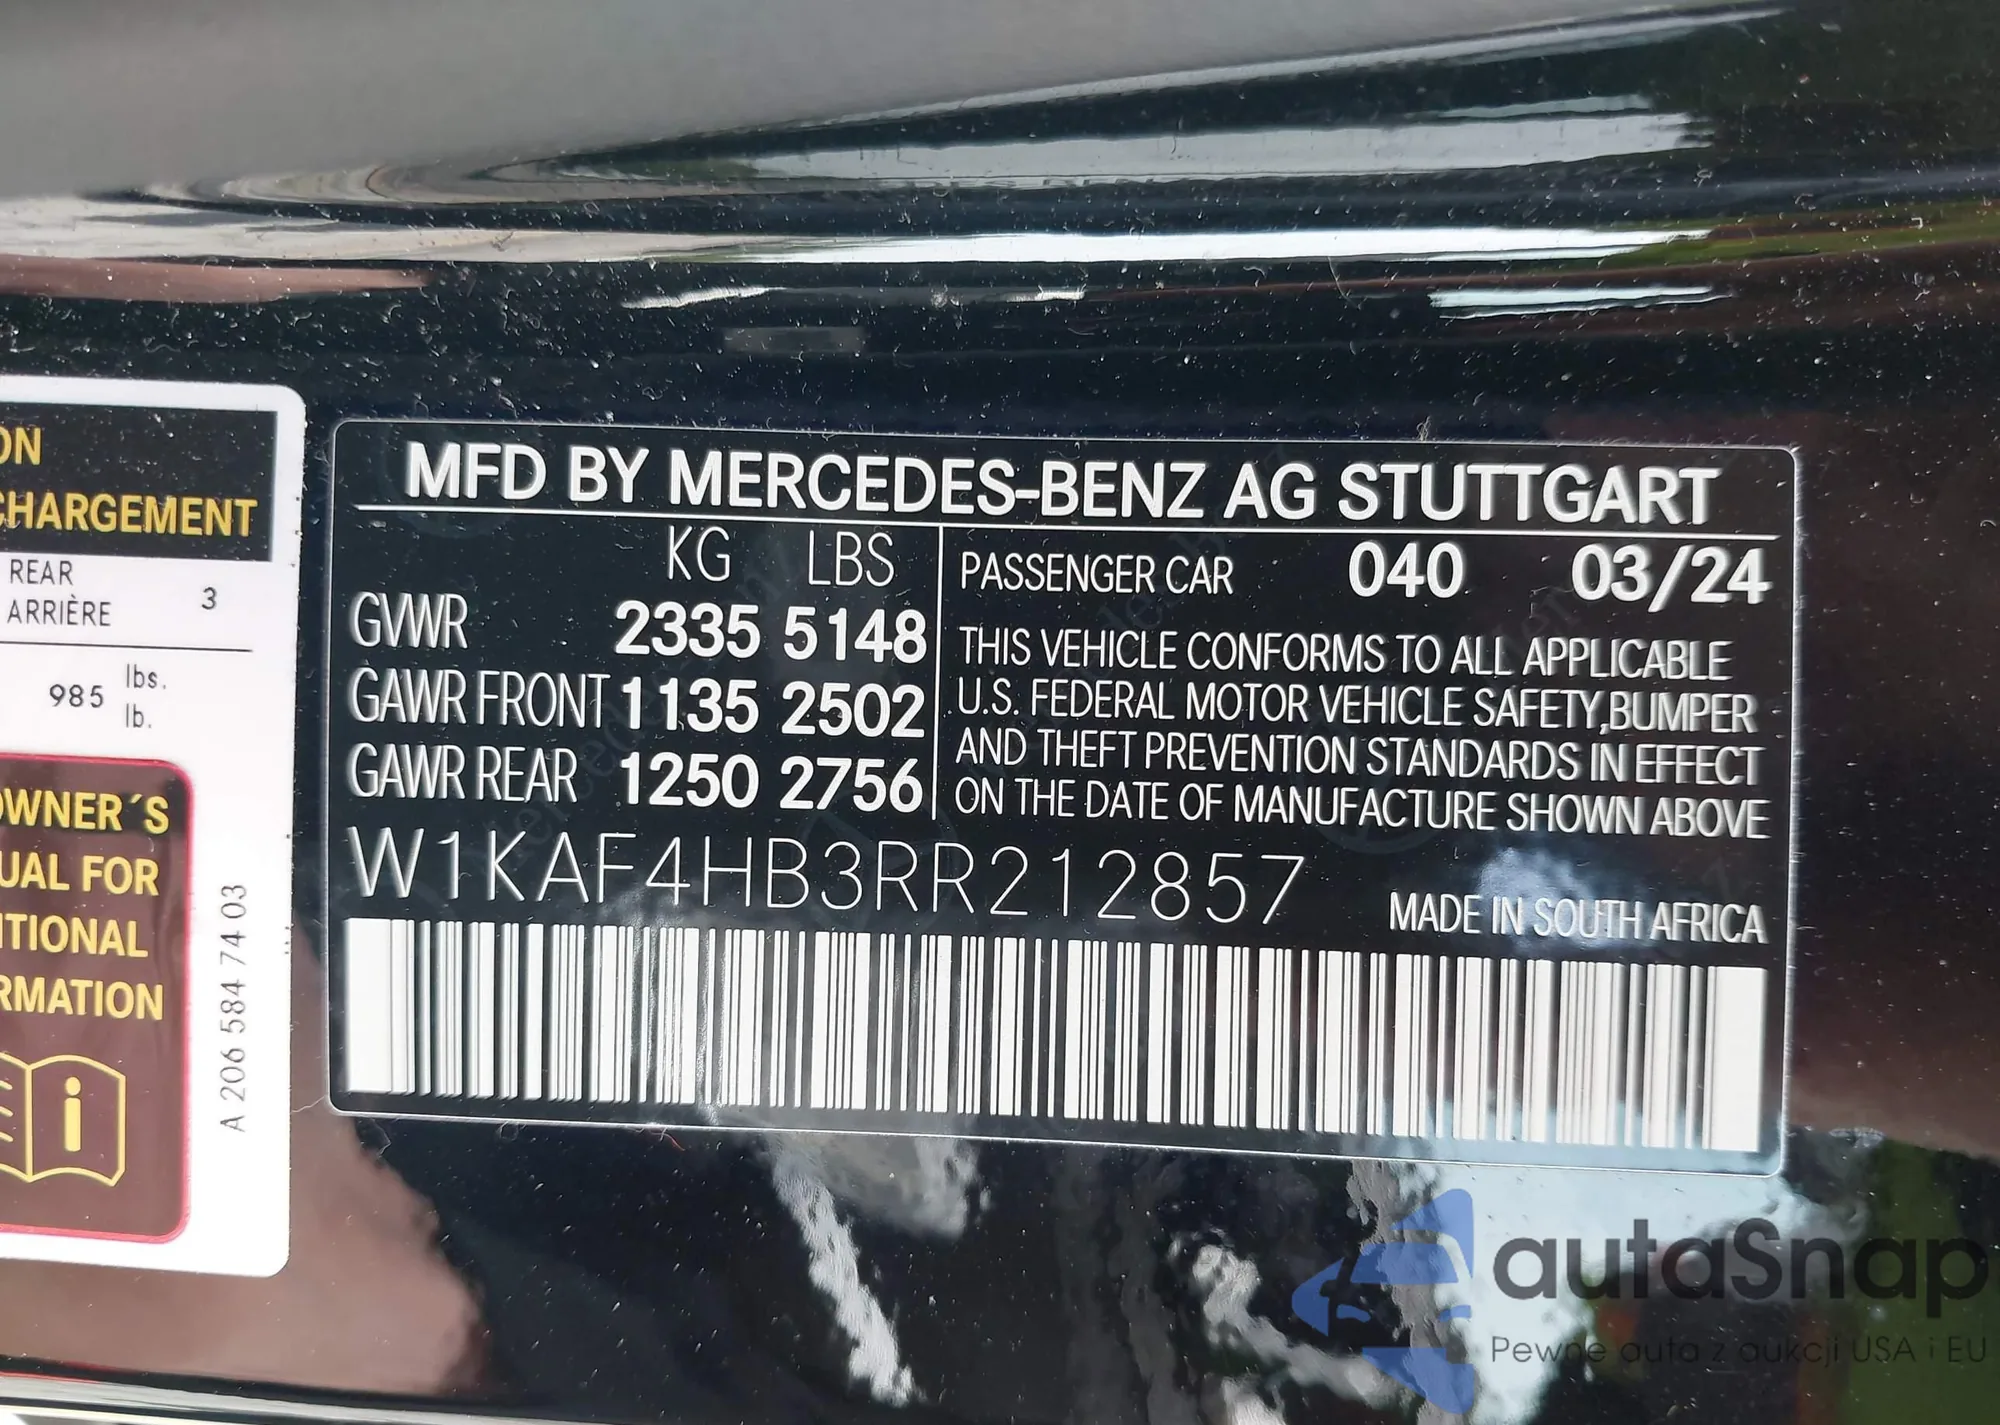 ON
CHARGEMENT
REAR
ARRIÈRE
3
985 lbs.
lb.
OWNER´S
UAL FOR
ITIONAL
RMATION
A 206 584 74 03
MFD BY MERCEDES-BENZ AG STUTTGART
KG LBS
GVWR 2335 5148
GAWR FRONT 1135 2502
GAWR REAR 1250 2756
PASSENGER CAR 040 03/24
THIS VEHICLE CONFORMS TO ALL APPLICABLE
U.S. FEDERAL MOTOR VEHICLE SAFETY,BUMPER
AND THEFT PREVENTION STANDARDS IN EFFECT
ON THE DATE OF MANUFACTURE SHOWN ABOVE
W1KAF4HB3RR212857
MADE IN SOUTH AFRICA
autaSnap
Pewne auta z aukcji USA i EU